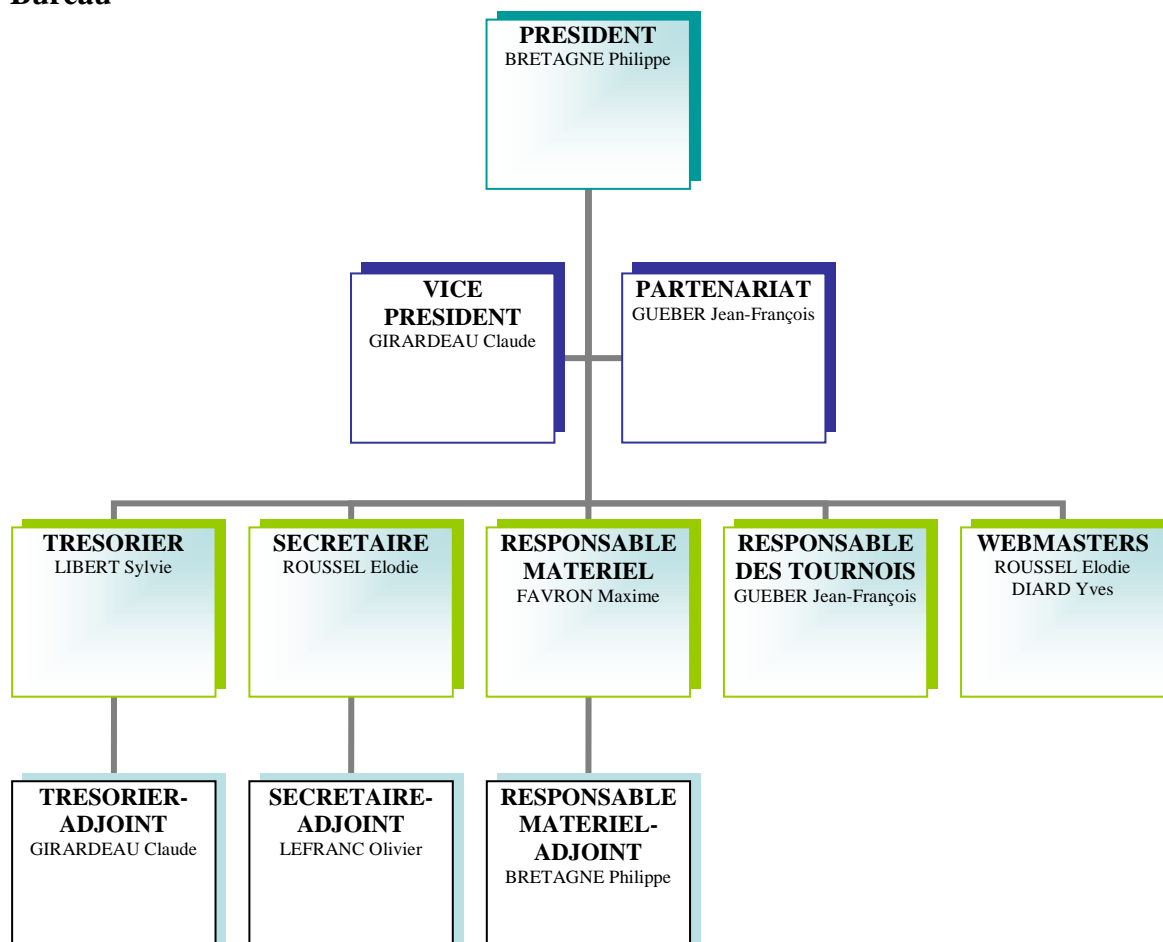 Bureau
PRESIDENT
BRETAGNE Philippe
VICE
PRESIDENT
GIRARDEAU Claude
PARTENARIAT
GUEBER Jean-François
TRESORIER
LIBERT Sylvie
SECRETAIRE
ROUSSEL Elodie
RESPONSABLE
MATERIEL
FAVRON Maxime
RESPONSABLE
DES TOURNOIS
GUEBER Jean-François
WEBMASTERS
ROUSSEL Elodie
DIARD Yves
TRESORIER-
ADJOINT
GIRARDEAU Claude
SECRETAIRE-
ADJOINT
LEFRANC Olivier
RESPONSABLE
MATERIEL-
ADJOINT
BRETAGNE Philippe